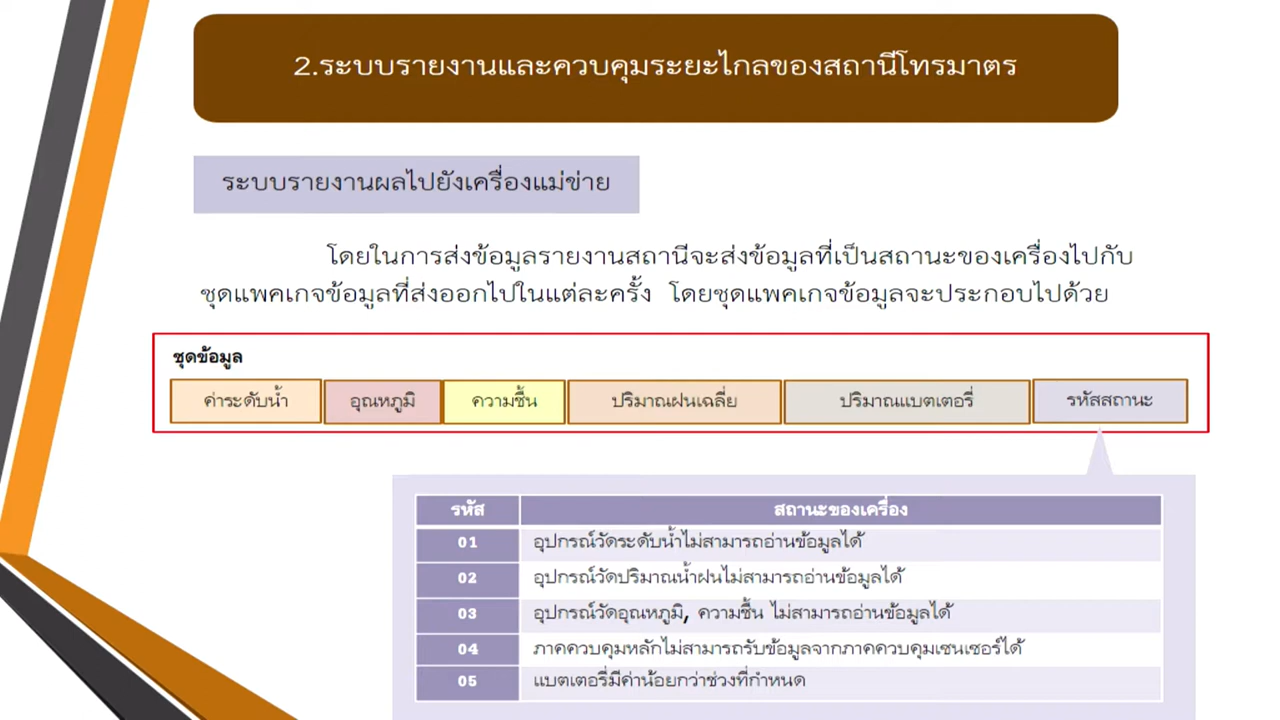 2.ระบบรายงานและควบคุมระยะไกลของสถานีโทรมาตร
ระบบรายงานผลไปยังเครื่องแม่ข่าย
โดยในการส่งข้อมูลรายงานสถานีจะส่งข้อมูลที่เป็นสถานะของเครื่องไปกับ
ชุดแพคเกจข้อมูลที่ส่งออกไปในแต่ละครั้ง โดยชุดแพคเกจข้อมูลจะประกอบไปด้วย
ชุดข้อมูล
ค่าระดับน้ำ อุณหภูมิ ความชื้น ปริมาณฝนเฉลี่ย ปริมาณแบตเตอรี่ รหัสสถานะ
รหัส สถานะของเครื่อง
01 อุปกรณ์วัดระดับน้ำไม่สามารถอ่านข้อมูลได้
02 อุปกรณ์วัดปริมาณน้ำฝนไม่สามารถอ่านข้อมูลได้
03 อุปกรณ์วัดอุณหภูมิ, ความชื้น ไม่สามารถอ่านข้อมูลได้
04 ภาคควบคุมหลักไม่สามารถรับข้อมูลจากภาคควบคุมเซนเซอร์ได้
05 แบตเตอรี่มีค่าน้อยกว่าช่วงที่กำหนด